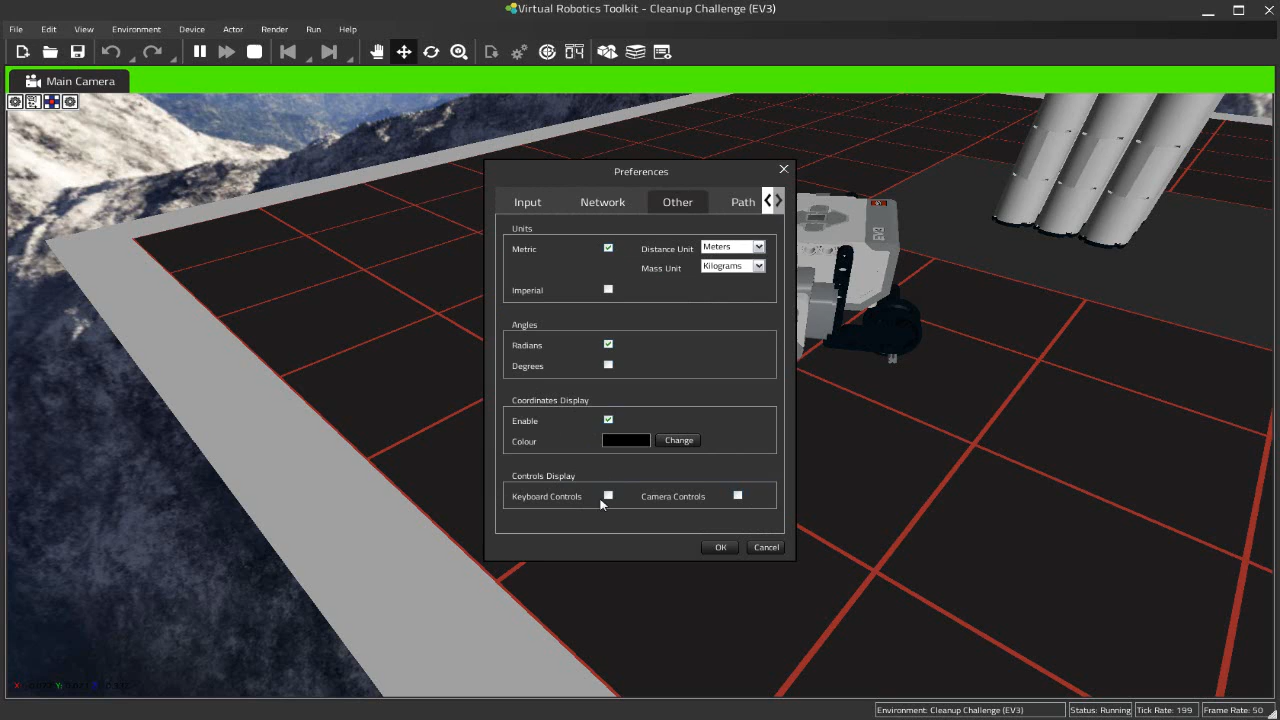 Virtual Robotics Toolkit - Cleanup Challenge (EV3)
File Edit View Environment Device Actor Render Run Help
Main Camera
Preferences
Input Network Other Path
Units
Metric Distance Unit Meters
Mass Unit Kilograms
Imperial
Angles
Radians
Degrees
Coordinates Display
Enable
Colour Change
Controls Display
Keyboard Controls Camera Controls
OK Cancel
EV3
X: Y:
Environment: Cleanup Challenge (EV3) Status: Running Tick Rate: 199 Frame Rate: 50